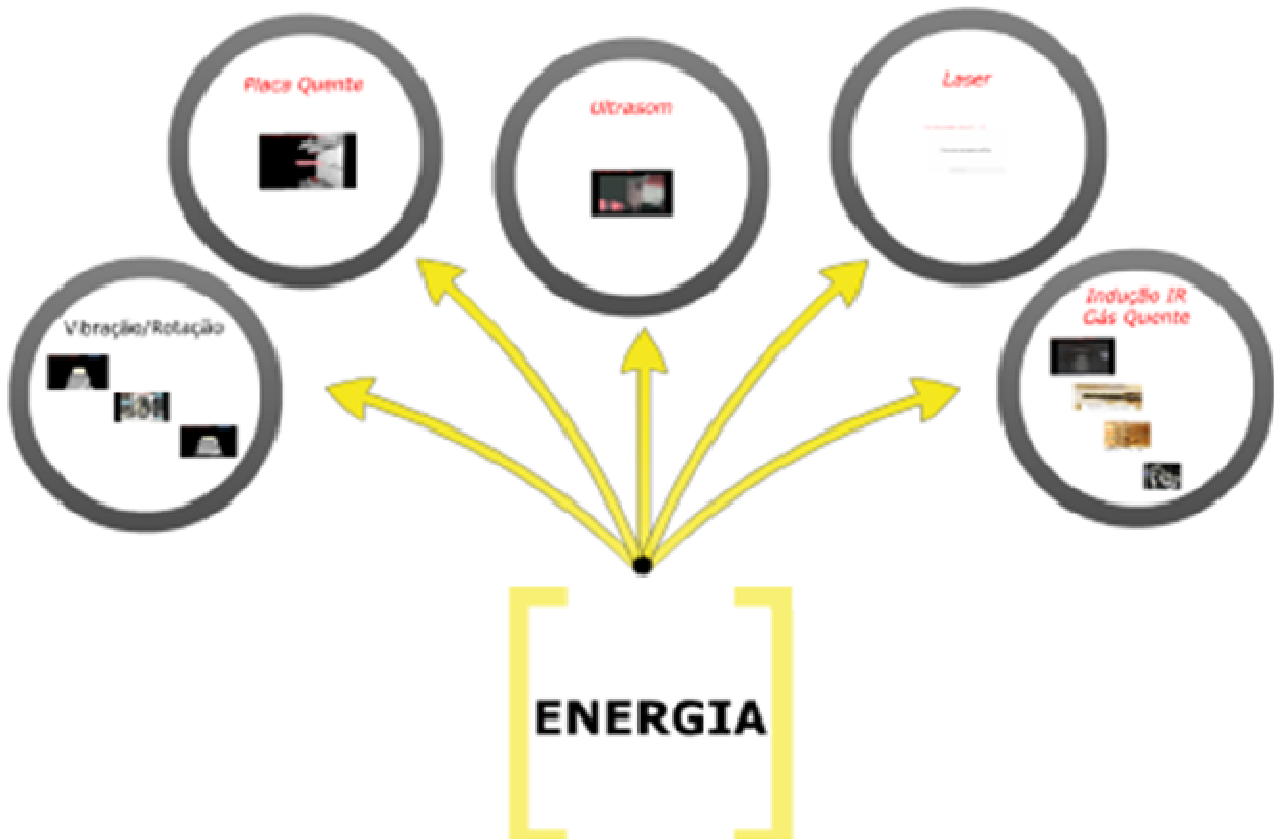 Placa Quente
Ultrasom
Laser
Vibração/Rotação
Indução IR
Gás Quente
ENERGIA